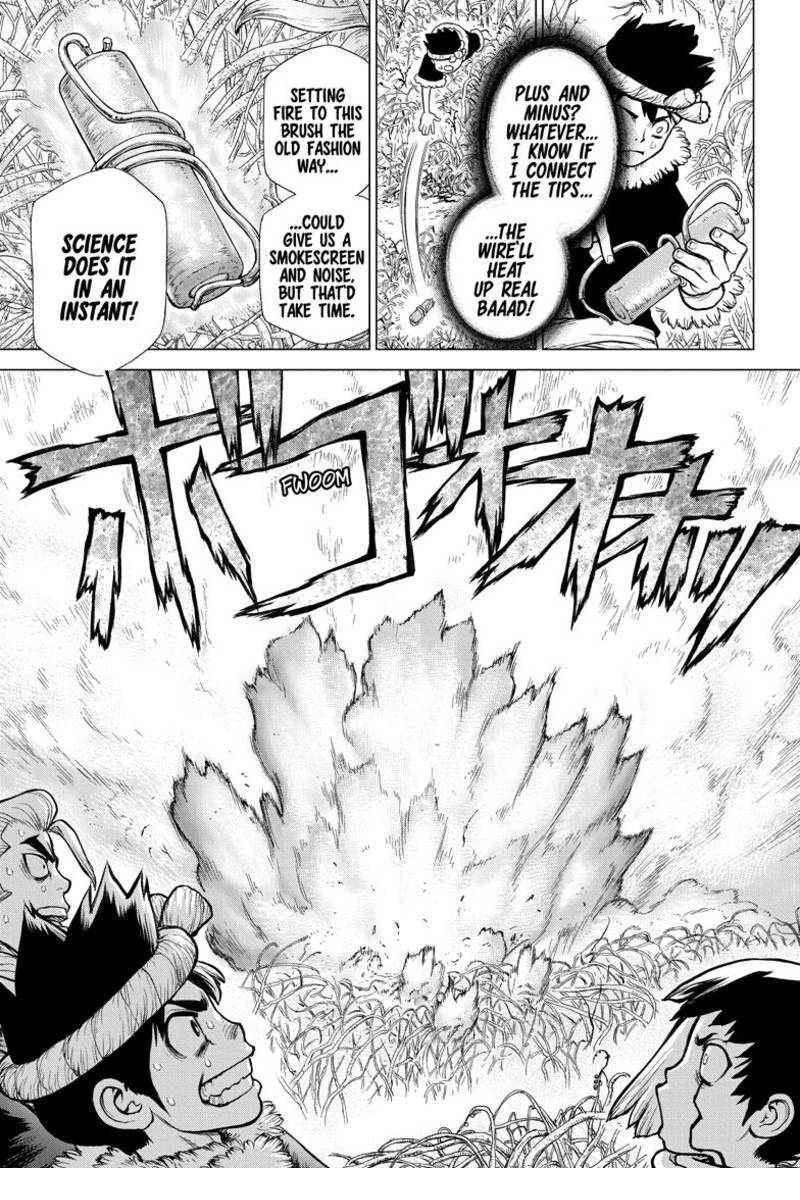 PLUS AND
MINUS?
WHATEVER...
I KNOW IF
I CONNECT
THE TIPS...
...THE
WIRE'LL
HEAT
UP REAL
BAAAD!
SETTING
FIRE TO THIS
BRUSH THE
OLD FASHION
WAY...
...COULD
GIVE US A
SMOKESCREEN
AND NOISE,
BUT THAT'D
TAKE TIME.
SCIENCE
DOES IT
IN AN
INSTANT!
ボゴオオオッ
FWOOM